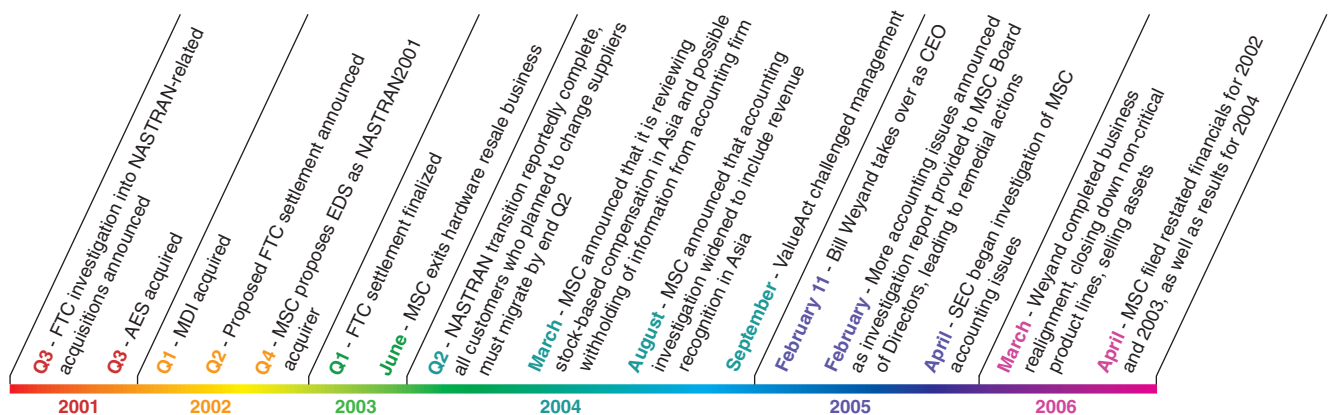 Q3 - FTC investigation into NASTRAN-related
acquisitions announced
Q3 - AES acquired
Q1 - MDI acquired
Q2 - Proposed FTC settlement announced
Q4 - MSC proposes EDS as NASTRAN2001
acquirer
Q1 - FTC settlement finalized
June - MSC exits hardware resale business
Q2 - NASTRAN transition reportedly complete,
all customers who planned to change suppliers
must migrate by end Q2
March - MSC announced that it is reviewing
stock-based compensation in Asia and possible
withholding of information from accounting firm
August - MSC announced that accounting
investigation widened to include revenue
recognition in Asia
September - ValueAct challenged management
February 11 - Bill Weyand takes over as CEO
February - More accounting issues announced
as investigation report provided to MSC Board
of Directors, leading to remedial actions
April - SEC began investigation of MSC
accounting issues
March - Weyand completed business
realignment, closing down non-critical
product lines, selling assets
April - MSC filed restated financials for 2002
and 2003, as well as results for 2004
2001
2002
2003
2004
2005
2006